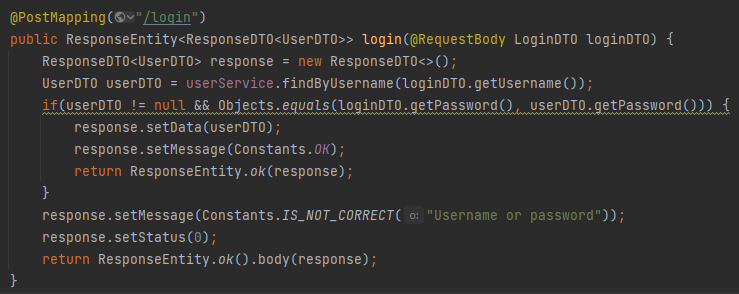 @PostMapping("/login")
public ResponseEntity<ResponseDTO<UserDTO>> login(@RequestBody LoginDTO loginDTO) {
    ResponseDTO<UserDTO> response = new ResponseDTO<>();
    UserDTO userDTO = userService.findByUsername(loginDTO.getUsername());
    if(userDTO != null && Objects.equals(loginDTO.getPassword(), userDTO.getPassword())) {
        response.setData(userDTO);
        response.setMessage(Constants.OK);
        return ResponseEntity.ok(response);
    }
    response.setMessage(Constants.IS_NOT_CORRECT( o: "Username or password"));
    response.setStatus(0);
    return ResponseEntity.ok().body(response);
}